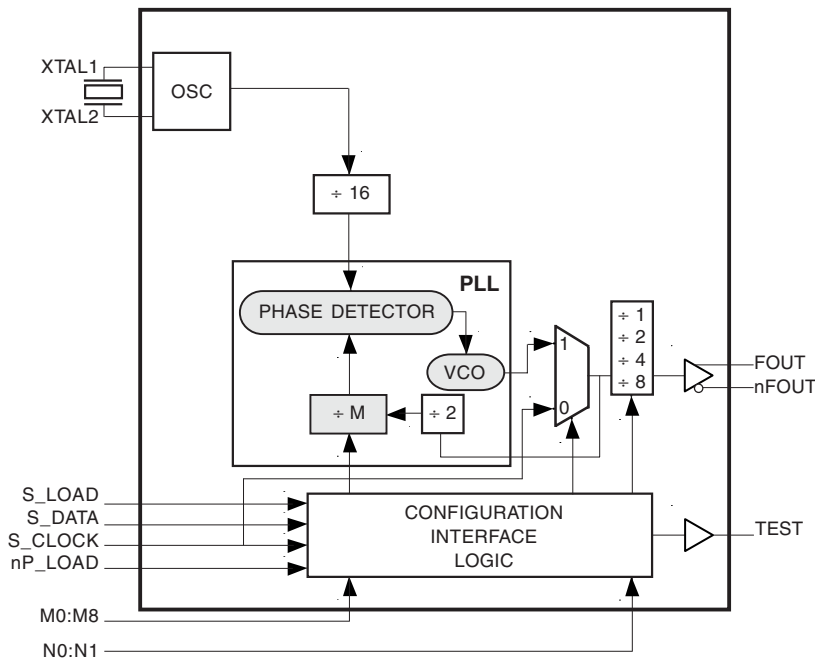 XTAL1
OSC
XTAL2
÷ 16
PLL
PHASE DETECTOR
VCO
÷ M
÷ 2
1
0
÷ 1
÷ 2
÷ 4
÷ 8
FOUT
nFOUT
S_LOAD
S_DATA
S_CLOCK
nP_LOAD
CONFIGURATION
INTERFACE
LOGIC
TEST
M0:M8
N0:N1